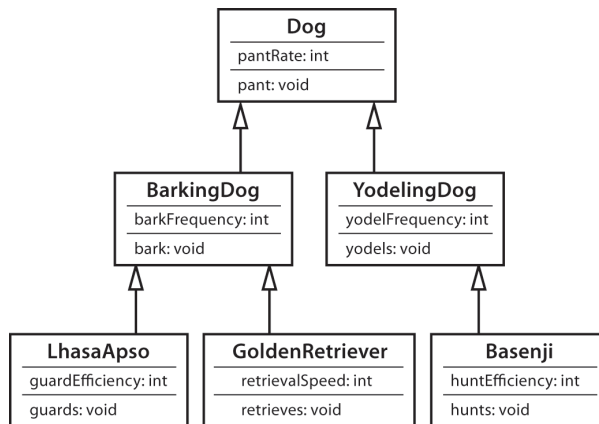 Dog
pantRate: int
pant: void
BarkingDog
barkFrequency: int
bark: void
YodelingDog
yodelFrequency: int
yodels: void
LhasaApso
guardEfficiency: int
guards: void
GoldenRetriever
retrievalSpeed: int
retrieves: void
Basenji
huntEfficiency: int
hunts: void